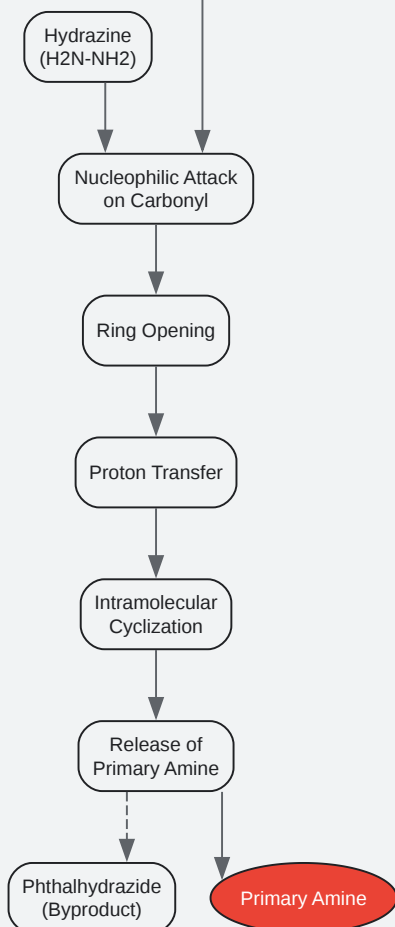 Hydrazine
(H2N-NH2)
Nucleophilic Attack
on Carbonyl
Ring Opening
Proton Transfer
Intramolecular
Cyclization
Release of
Primary Amine
Phthalhydrazide
(Byproduct)
Primary Amine